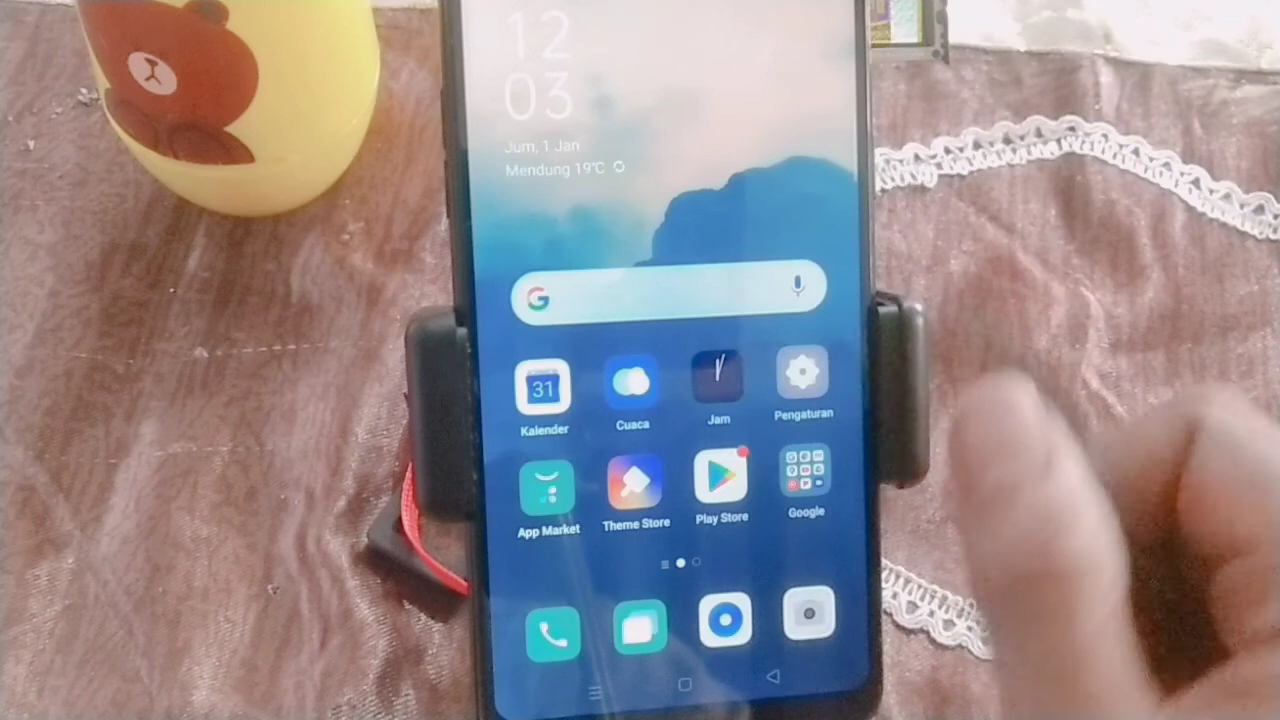 12
03
Jum, 1 Jan
Mendung 19°C
G
31
Kalender
Cuaca
Jam
Pengaturan
App Market
Theme Store
Play Store
Google